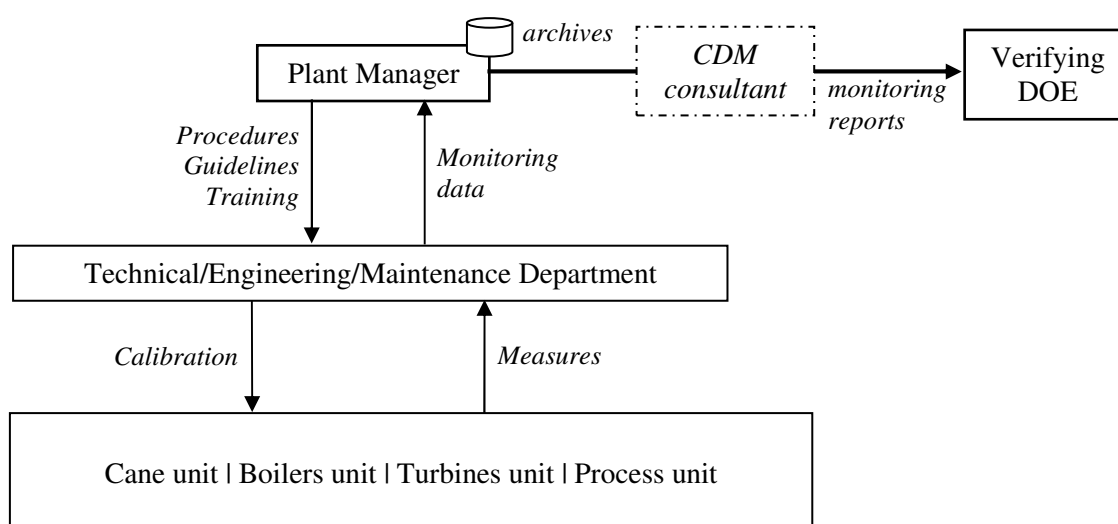 archives
Plant Manager
CDM
consultant
Verifying
DOE
monitoring
reports
Procedures
Guidelines
Training
Monitoring
data
Technical/Engineering/Maintenance Department
Calibration
Measures
Cane unit | Boilers unit | Turbines unit | Process unit